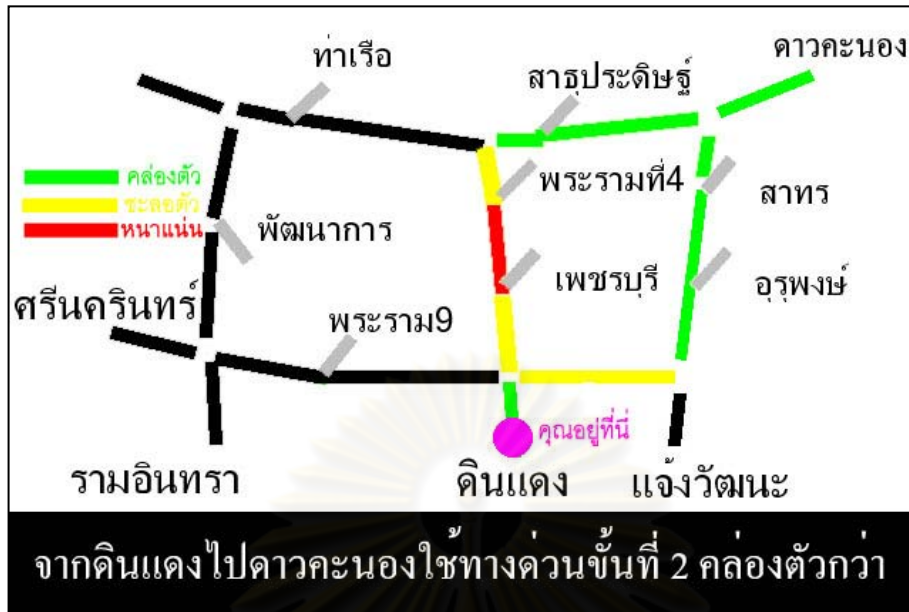 ท่าเรือ
ดาวคะนอง
สาธุประดิษฐ์
คล่องตัว
ชะลอตัว
หนาแน่น
พระรามที่4
สาทร
พัฒนาการ
เพชรบุรี
อุรุพงษ์
ศรีนครินทร์
พระราม9
คุณอยู่ที่นี่
รามอินทรา
ดินแดง
แจ้งวัฒนะ
จากดินแดงไปดาวคะนองใช้ทางด่วนขั้นที่ 2 คล่องตัวกว่า